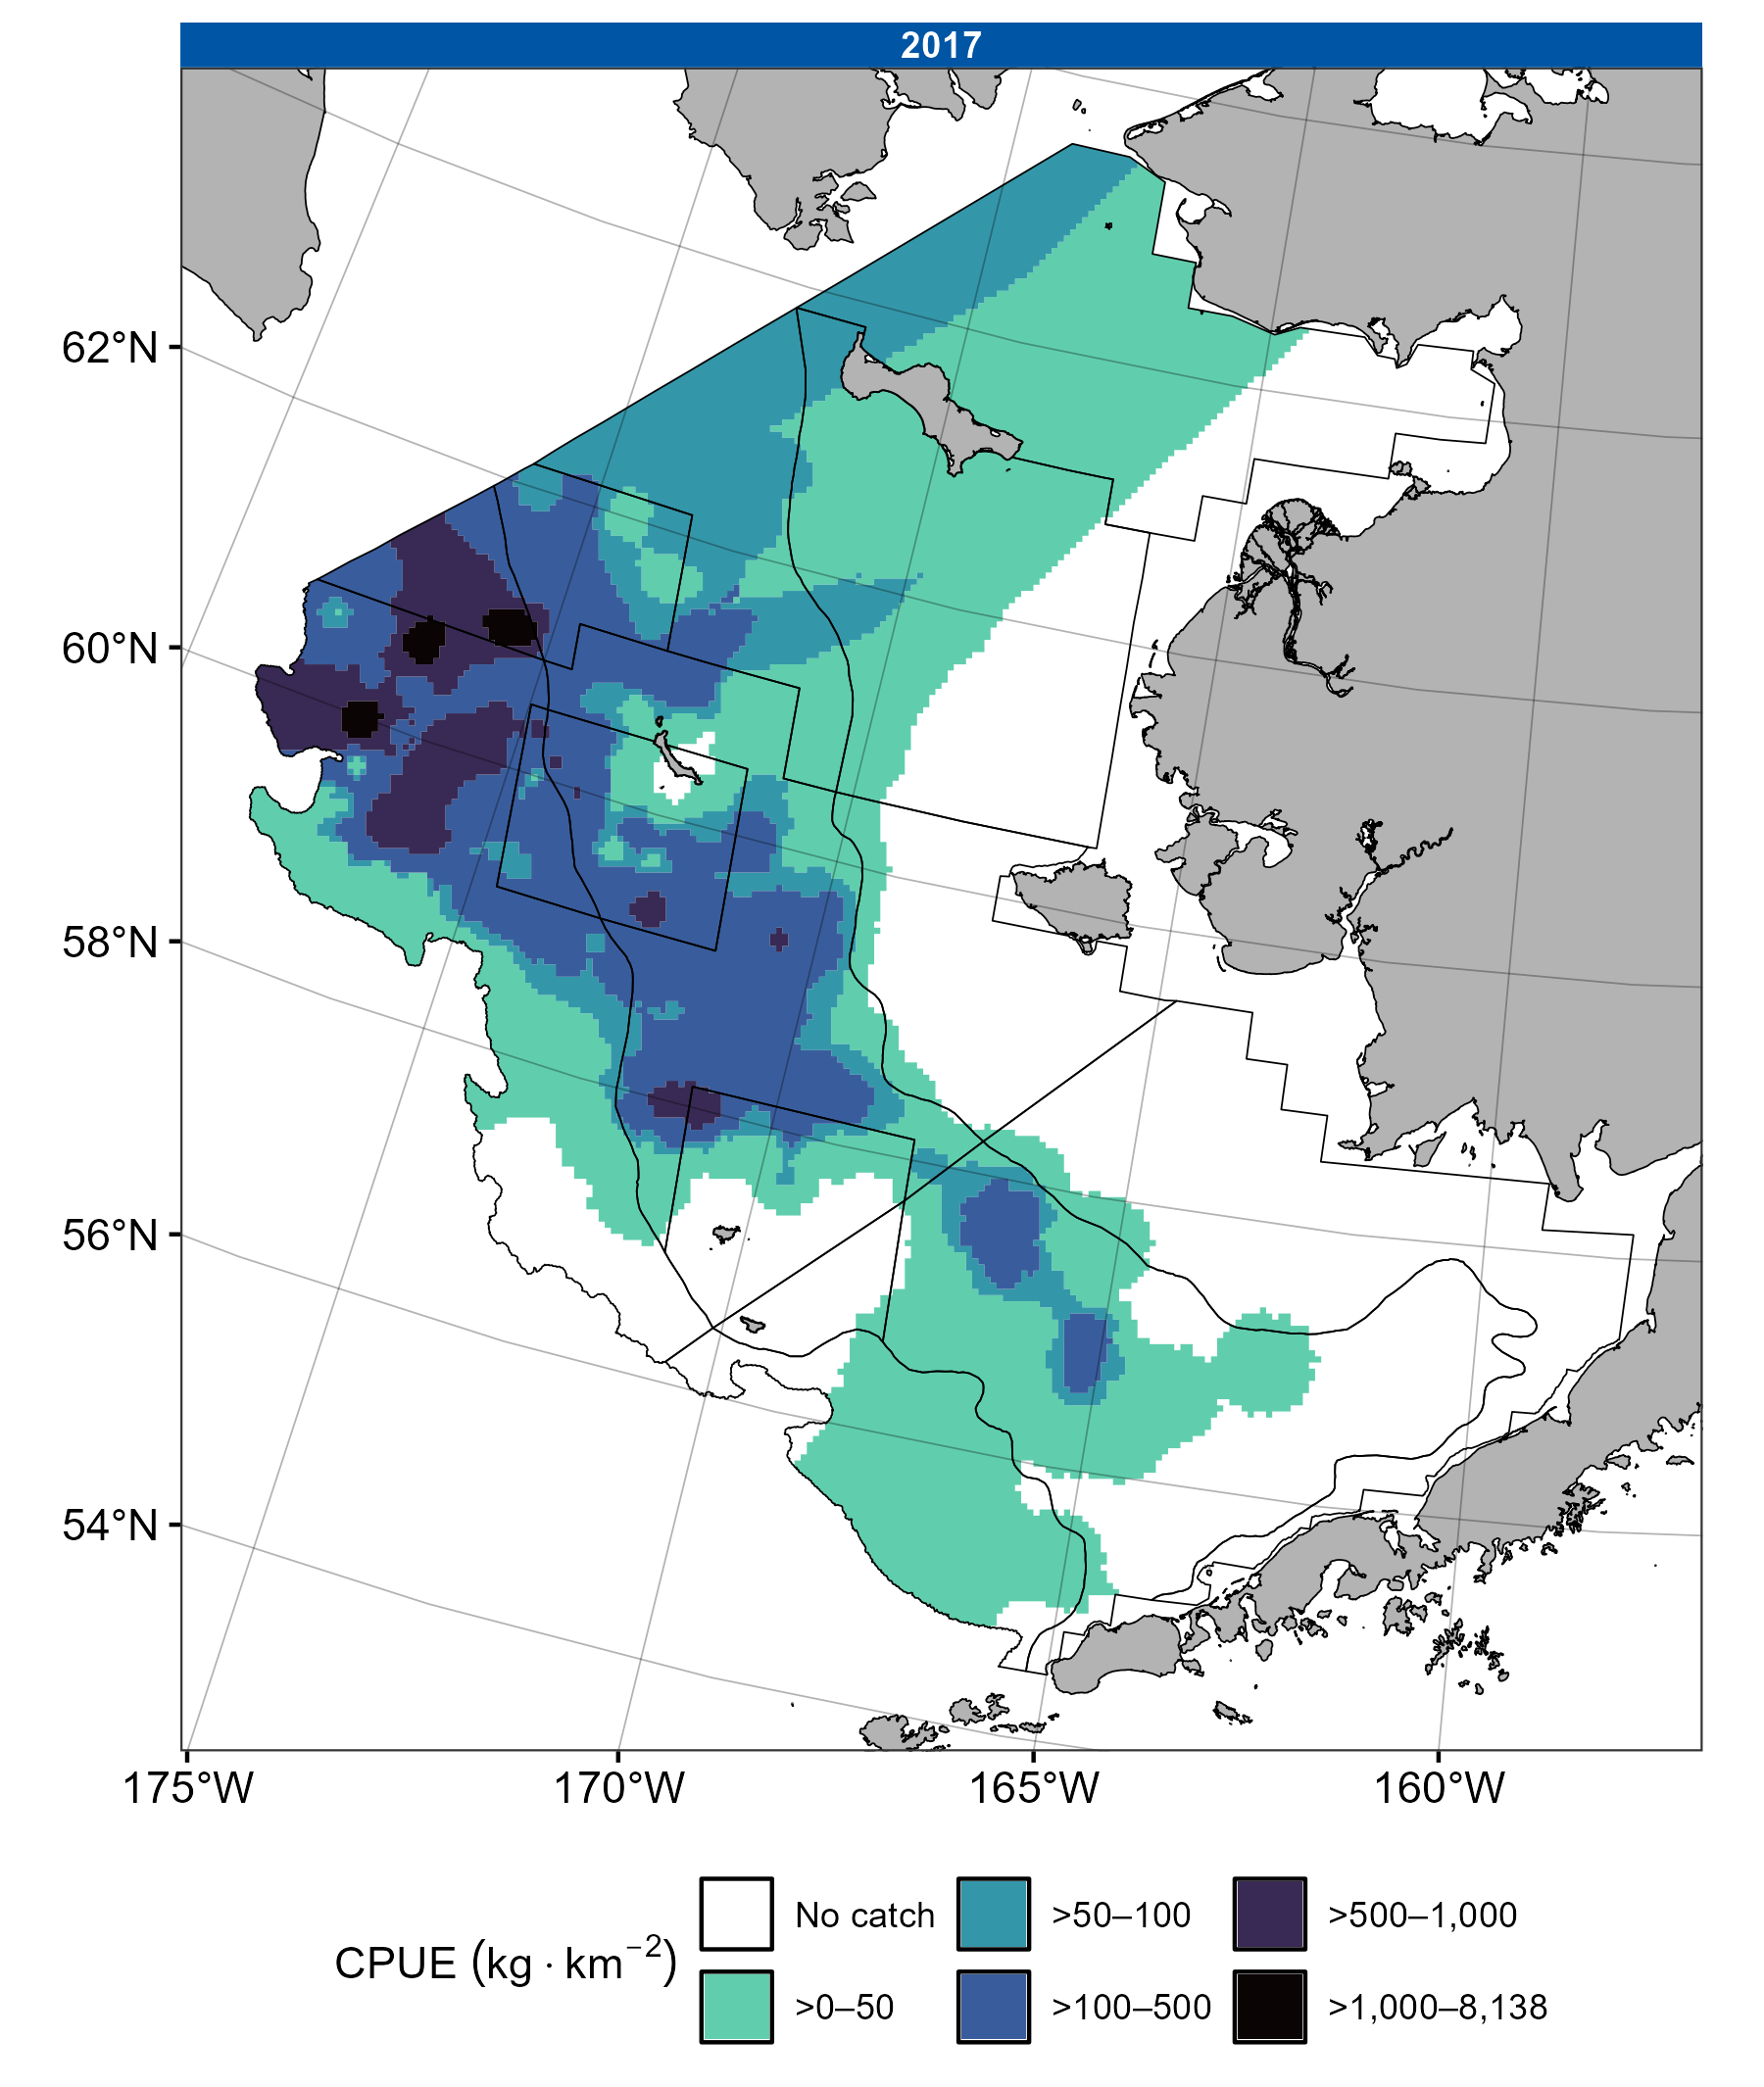 2017
62°N
60°N
58°N
56°N
54°N
175°W 170°W 165°W 160°W
CPUE (kg · km⁻²)
No catch >50–100 >500–1,000
>0–50 >100–500 >1,000–8,138